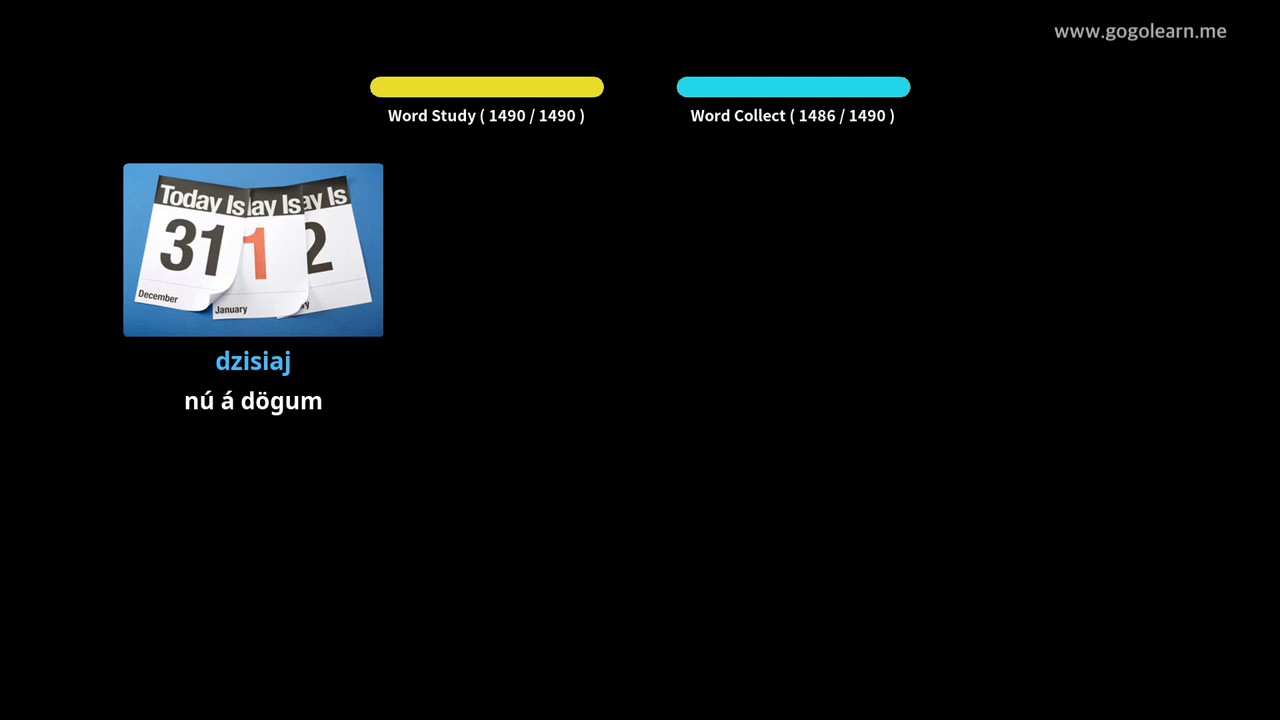 www.gogolearn.me
Word Study ( 1490 / 1490 )
Word Collect ( 1486 / 1490 )
Today Is
ay Is
ay Is
31
1
2
December
January
ry
dzisiaj
nú á dögum